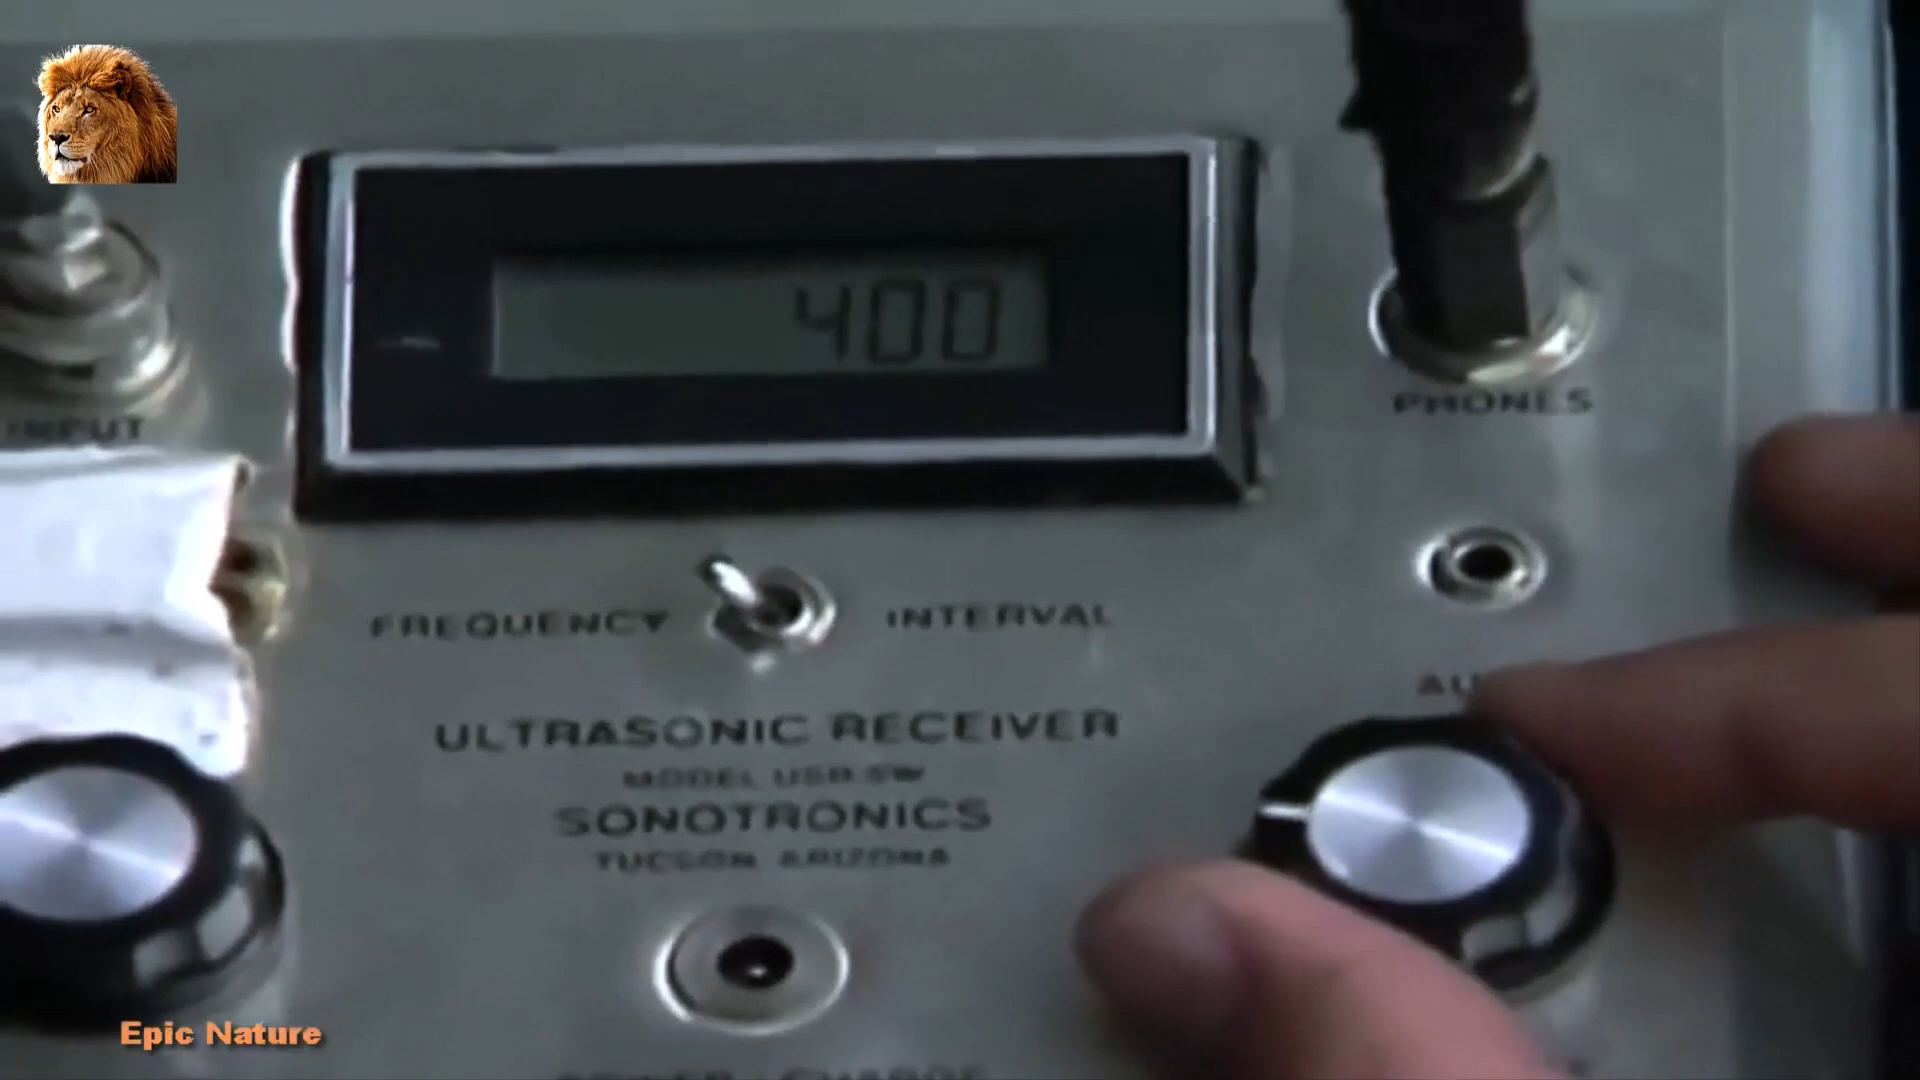 400
PHONES
INPUT
FREQUENCY
INTERVAL
ULTRASONIC RECEIVER
MODEL USR-5W
SONOTRONICS
TUCSON ARIZONA
Epic Nature